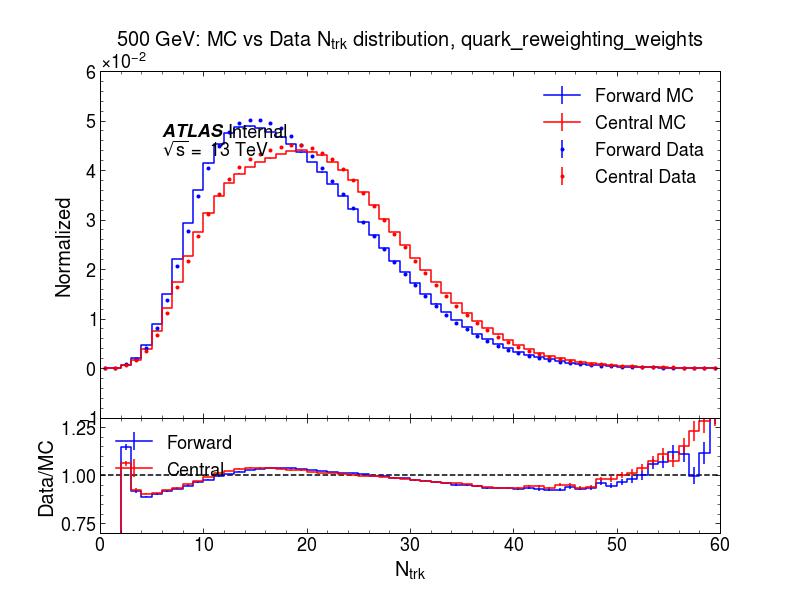 500 GeV: MC vs Data Ntrk distribution, quark_reweighting_weights
×10−2
6
5
4
3
2
1
0
−1
Normalized
ATLAS Internal
√s = 13 TeV
Forward MC
Central MC
Forward Data
Central Data
1.25
1.00
0.75
Data/MC
Forward
Central
0 10 20 30 40 50 60
Ntrk